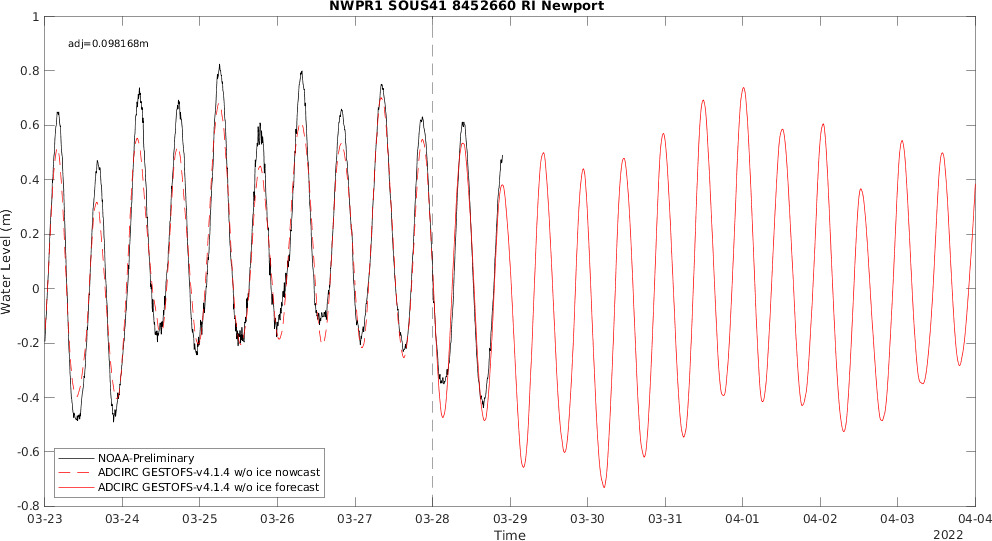 NWPR1 SOUS41 8452660 RI Newport
adj=0.098168m
1
0.8
0.6
0.4
0.2
0
-0.2
-0.4
-0.6
-0.8
Water Level (m)
NOAA-Preliminary
ADCIRC GESTOFS-v4.1.4 w/o ice nowcast
ADCIRC GESTOFS-v4.1.4 w/o ice forecast
03-23 03-24 03-25 03-26 03-27 03-28 03-29 03-30 03-31 04-01 04-02 04-03 04-04
Time
2022